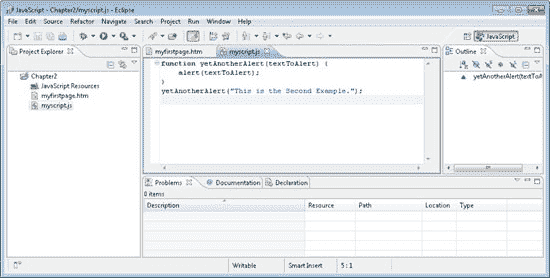 JavaScript - Chapter2/myscript.js - Eclipse
File Edit Source Refactor Navigate Search Project Run Window Help
JavaScript
Project Explorer
Chapter2
JavaScript Resources
myfirstpage.htm
myscript.js
myfirstpage.htm myscript.js
function yetAnotherAlert(textToAlert) {
alert(textToAlert);
}
yetAnotherAlert("This is the Second Example.");
Outline
yetAnotherAlert(textTo
Problems Documentation Declaration
0 items
Description Resource Path Location Type
Writable Smart Insert 5:1